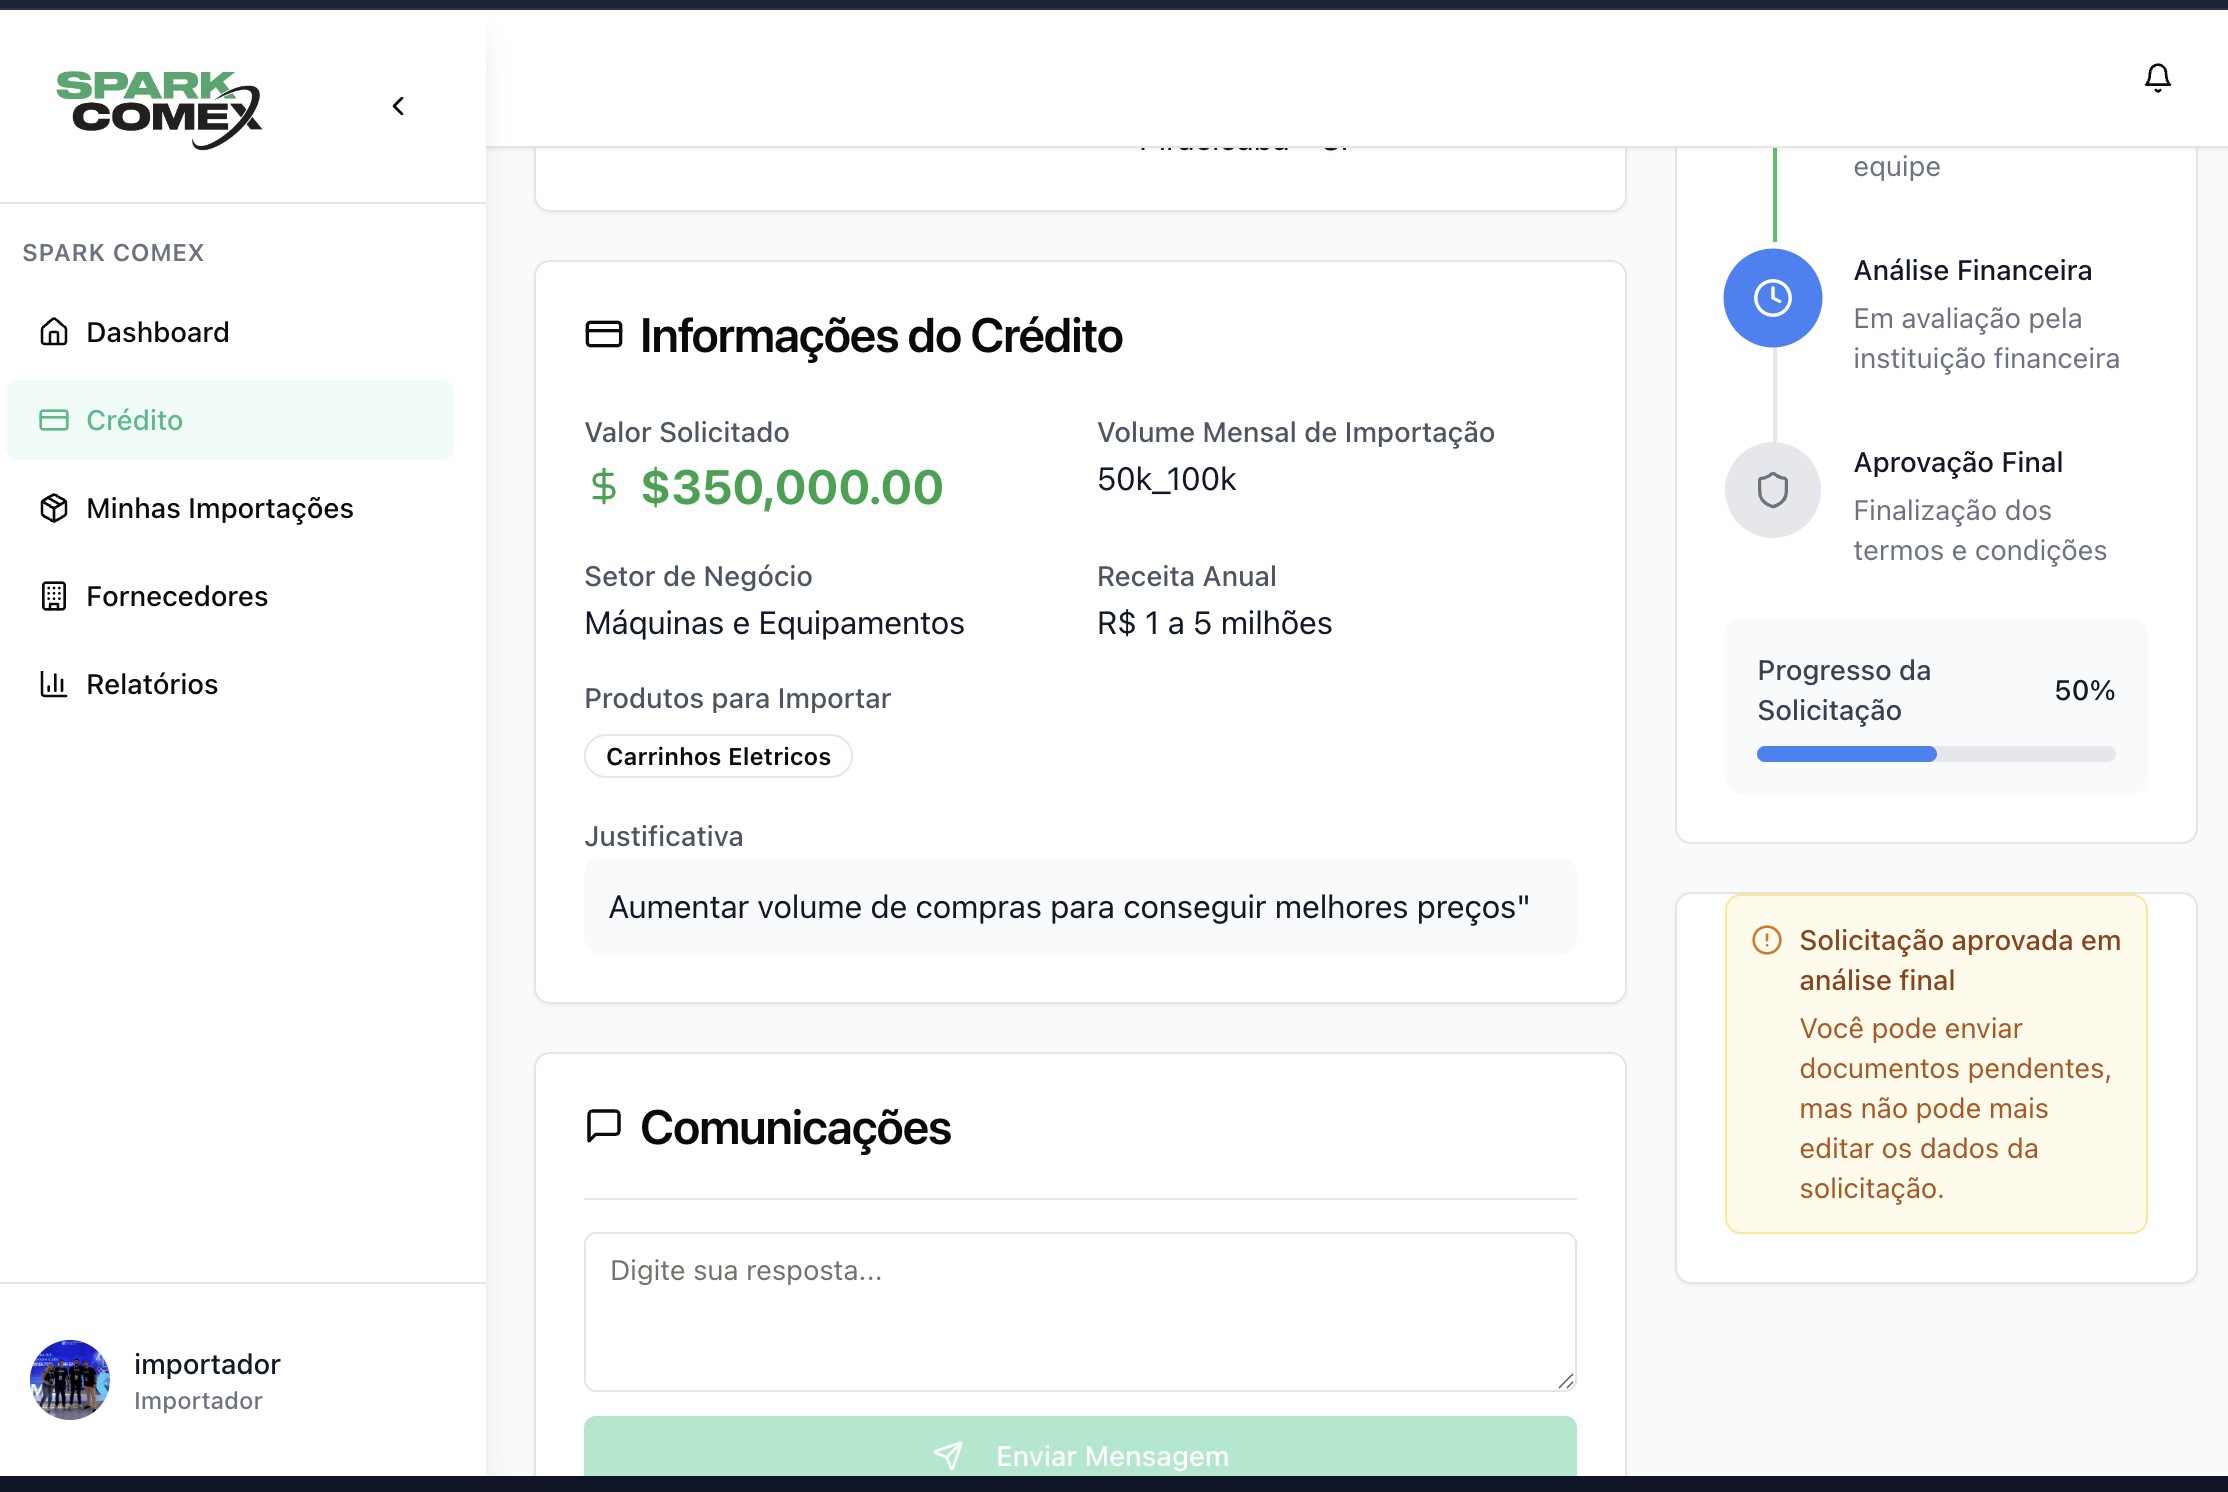 SPARK
COMEX
SPARK COMEX
Dashboard
Crédito
Minhas Importações
Fornecedores
Relatórios
importador
Importador
Informações do Crédito
Valor Solicitado
$350,000.00
Volume Mensal de Importação
50k_100k
Setor de Negócio
Máquinas e Equipamentos
Receita Anual
R$ 1 a 5 milhões
Produtos para Importar
Carrinhos Eletricos
Justificativa
Aumentar volume de compras para conseguir melhores preços"
Comunicações
Digite sua resposta...
Enviar Mensagem
equipe
Análise Financeira
Em avaliação pela
instituição financeira
Aprovação Final
Finalização dos
termos e condições
Progresso da
Solicitação
50%
Solicitação aprovada em
análise final
Você pode enviar
documentos pendentes,
mas não pode mais
editar os dados da
solicitação.